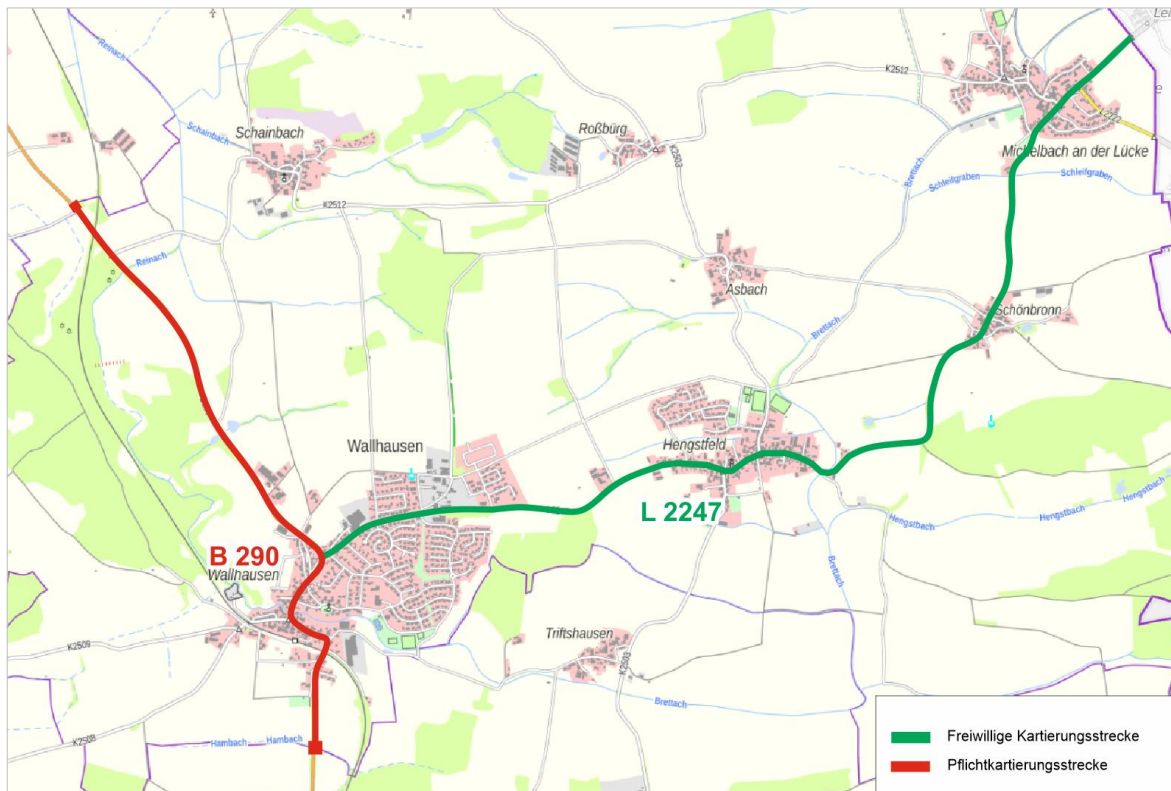 Reinach
Schainbach
Schainbach
K2512
Roßbürg
K2503
K2512
L2222
Michelbach an der Lücke
Brettach
Schleifgraben
Schleifgraben
Reinach
Asbach
Schönbronn
Brettach
Wallhausen
Hengstfeld
L 2247
Hengstbach
Hengstbach
B 290
Wallhausen
Brettach
Triftshausen
K2509
K2503
Brettach
K2508
Hambach
Hambach
Freiwillige Kartierungsstrecke
Pflichtkartierungsstrecke